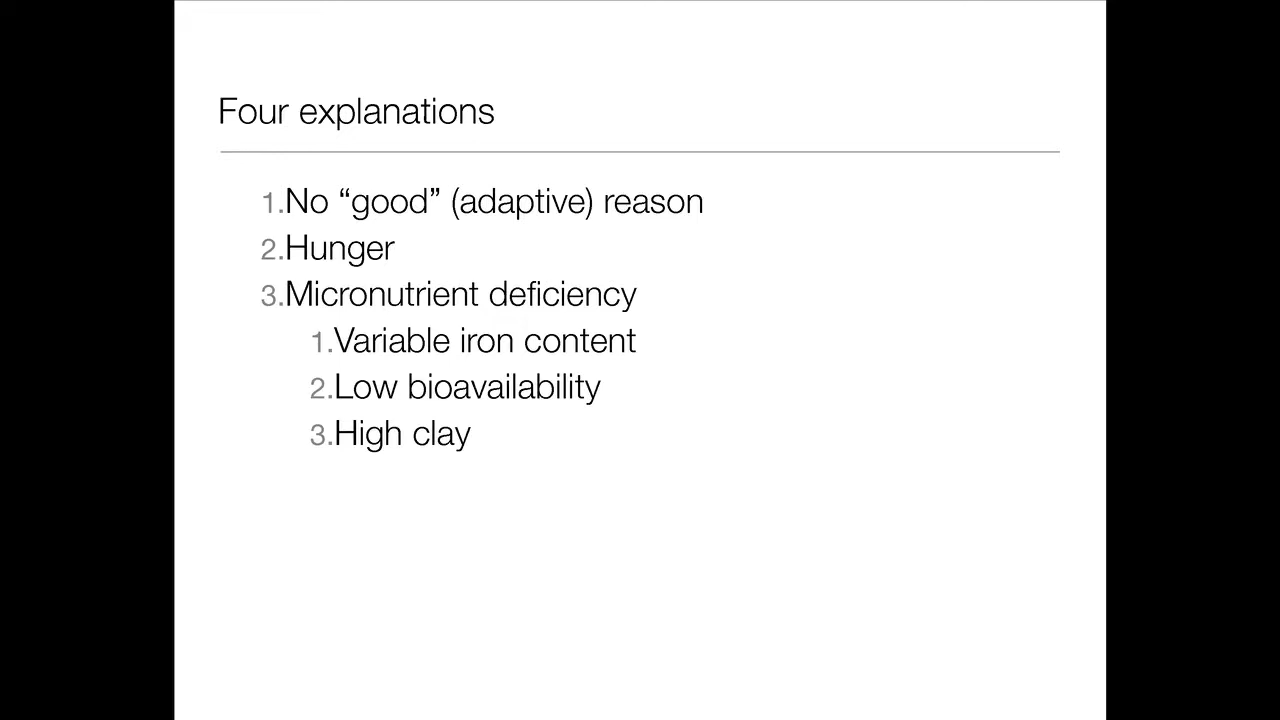 Four explanations
1.No “good” (adaptive) reason
2.Hunger
3.Micronutrient deficiency
1.Variable iron content
2.Low bioavailability
3.High clay